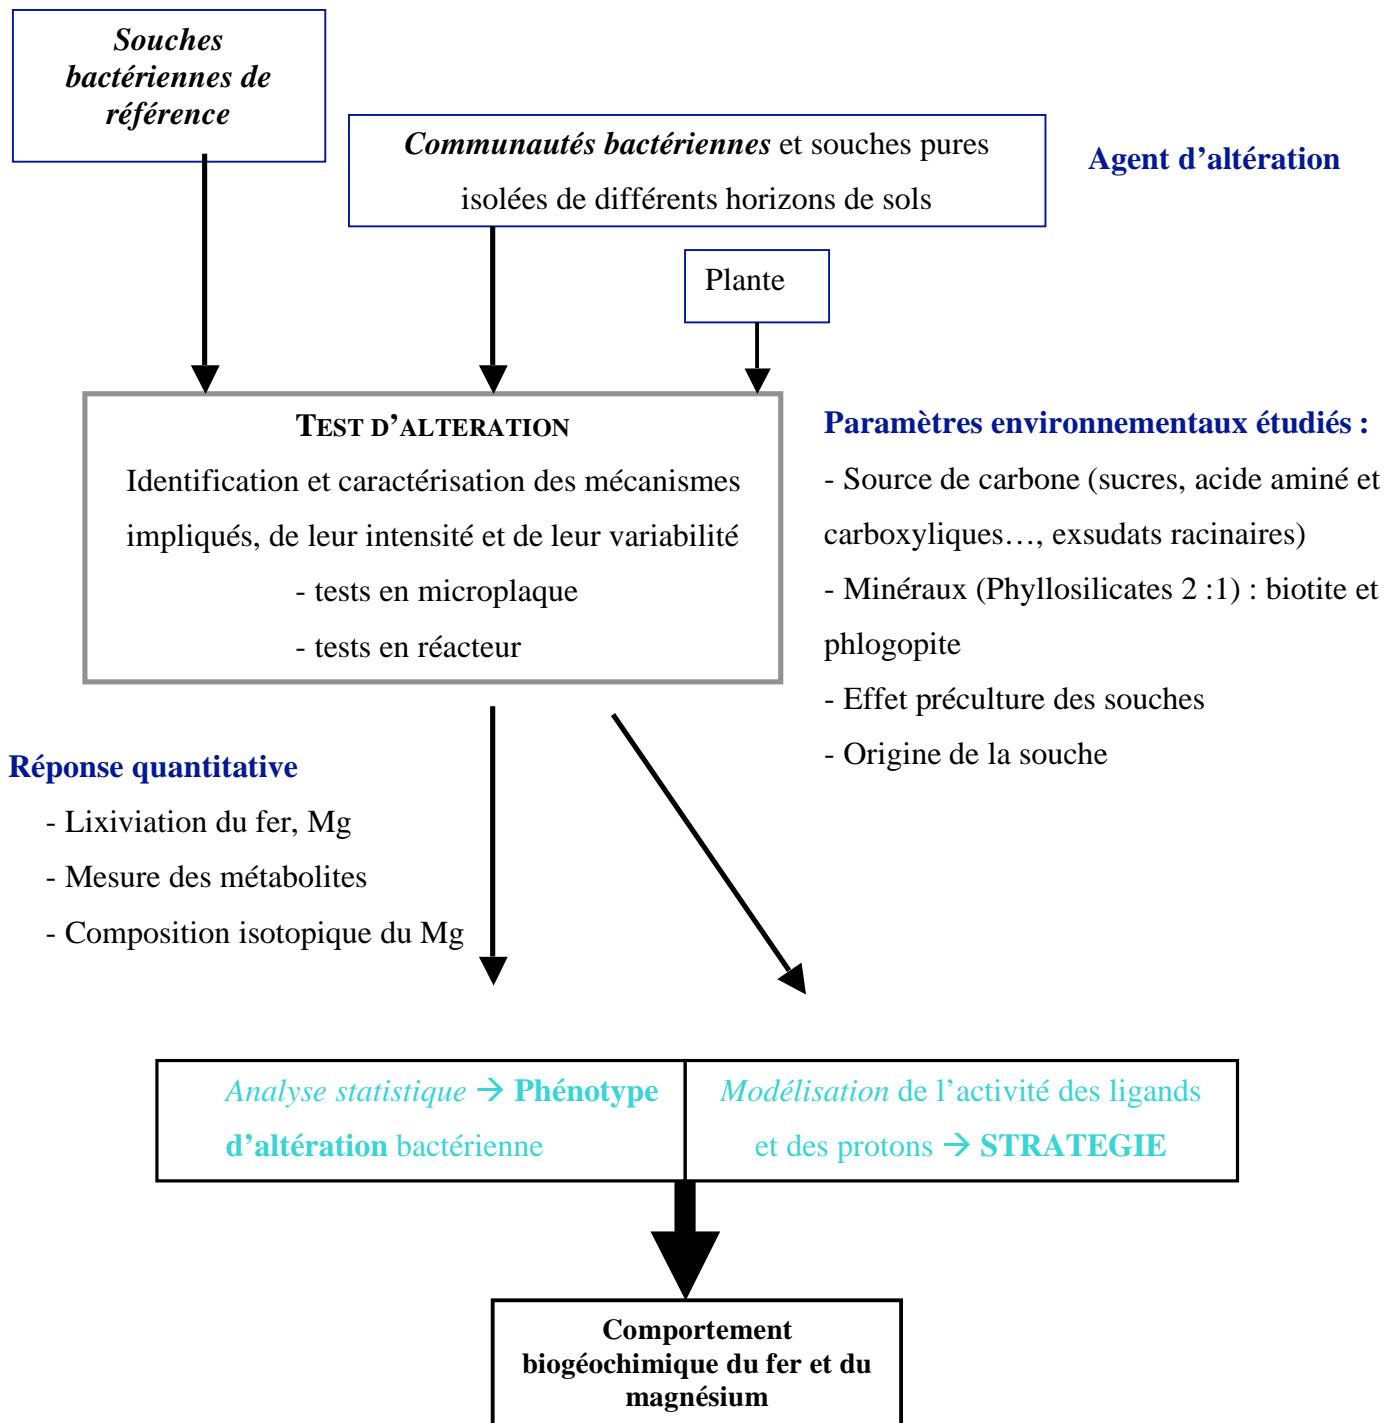 Souches
bactériennes de
référence
Communautés bactériennes et souches pures
isolées de différents horizons de sols
Agent d’altération
Plante
TEST D’ALTERATION
Identification et caractérisation des mécanismes
impliqués, de leur intensité et de leur variabilité
- tests en microplaque
- tests en réacteur
Paramètres environnementaux étudiés :
- Source de carbone (sucres, acide aminé et
carboxyliques…, exsudats racinaires)
- Minéraux (Phyllosilicates 2 :1) : biotite et
phlogopite
- Effet préculture des souches
- Origine de la souche
Réponse quantitative
- Lixiviation du fer, Mg
- Mesure des métabolites
- Composition isotopique du Mg
Analyse statistique → Phénotype
d’altération bactérienne
Modélisation de l’activité des ligands
et des protons → STRATEGIE
Comportement
biogéochimique du fer et du
magnésium